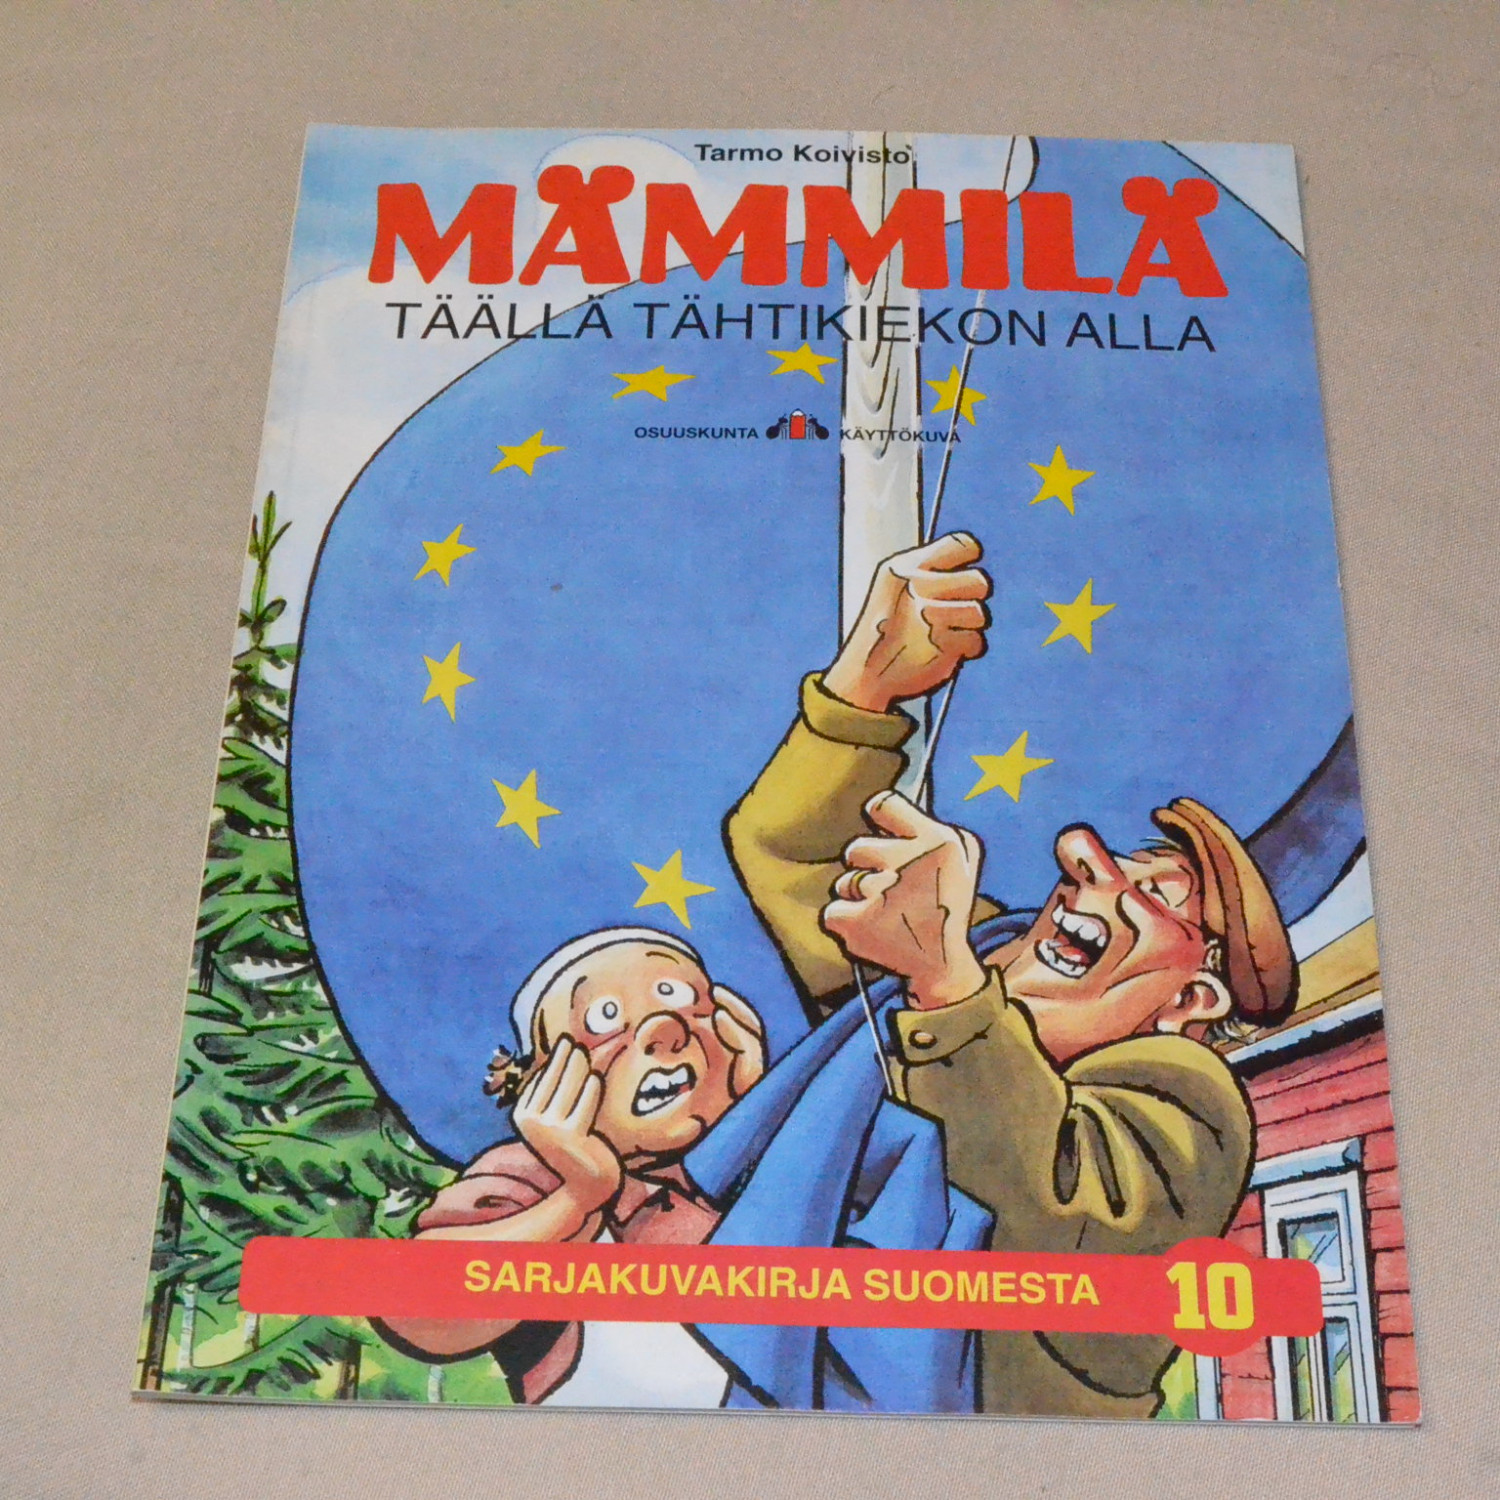 Tarmo Koivisto
MÄMMILÄ
TÄÄLLÄ TÄHTIKIEKON ALLA
OSUUSKUNTA KÄYTTÖKUVA
SARJAKUVAKIRJA SUOMESTA 10